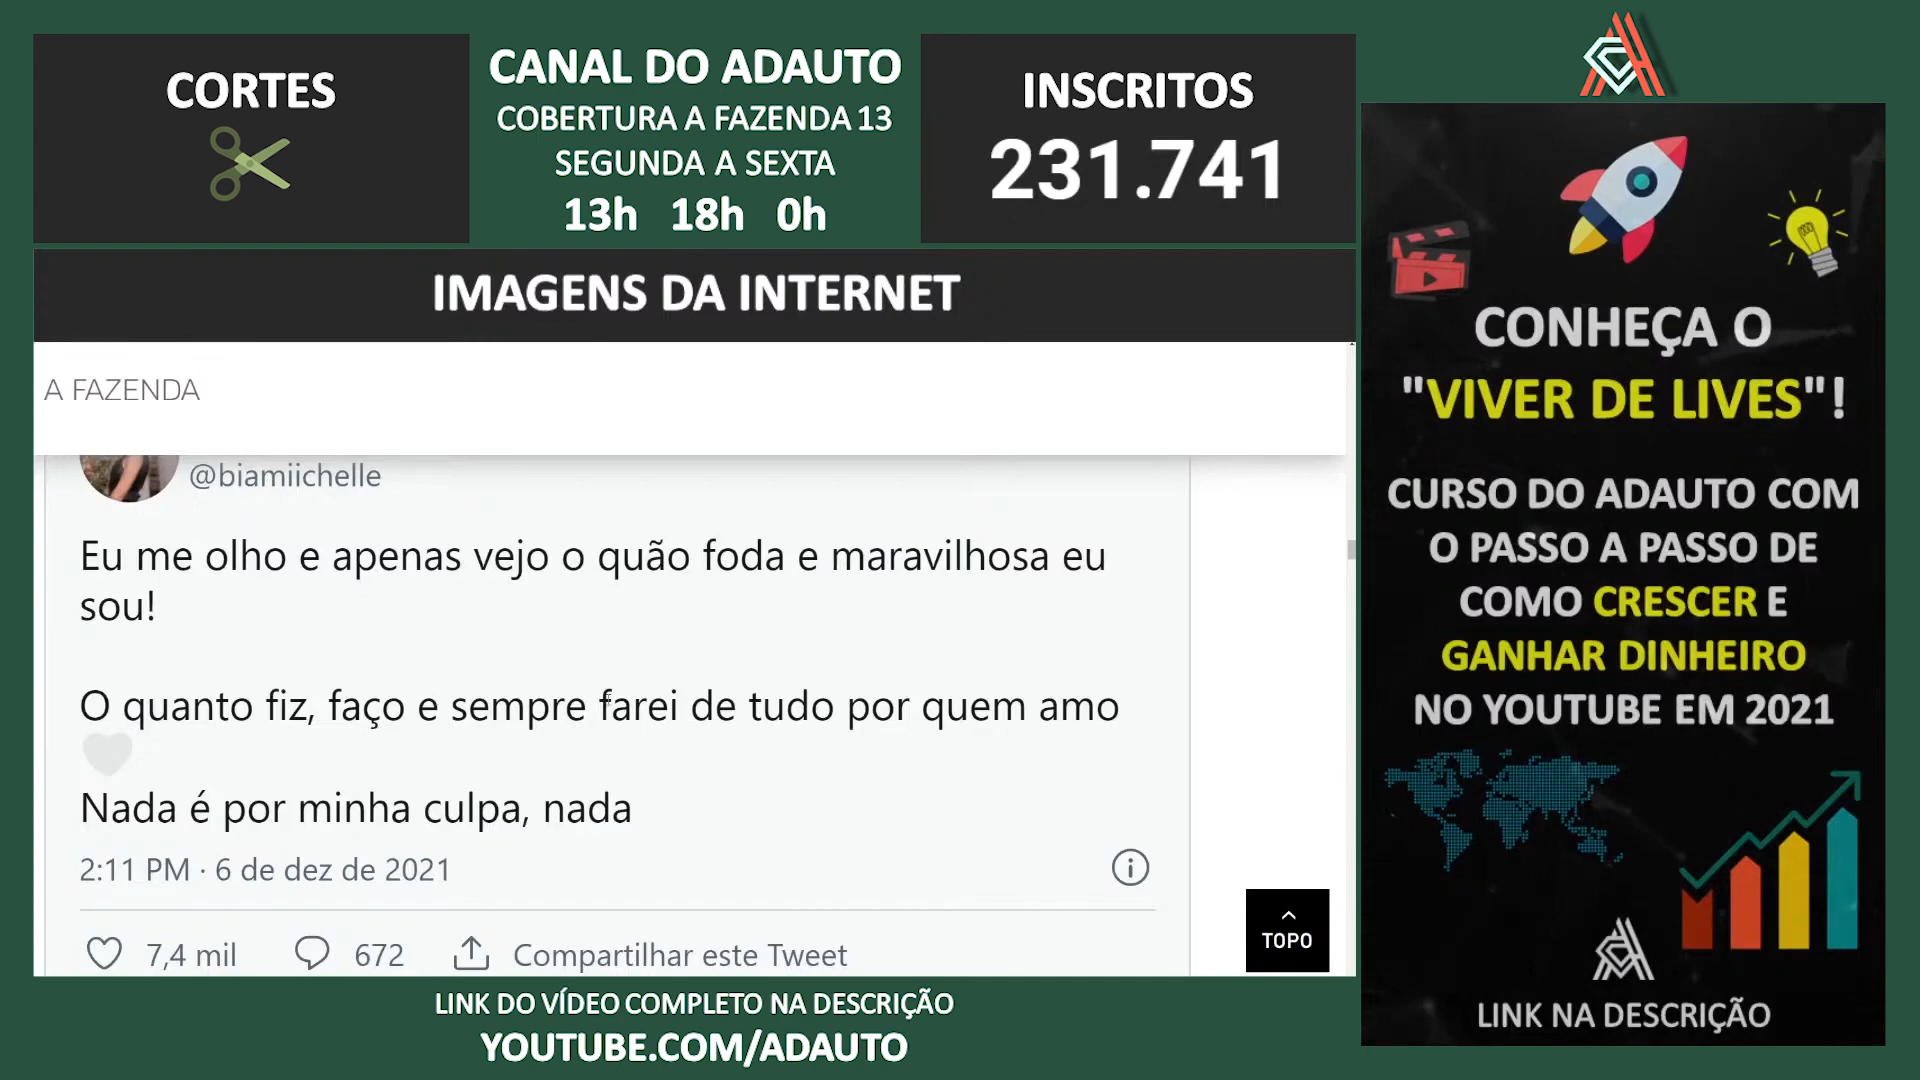 CORTES
CANAL DO ADAUTO
COBERTURA A FAZENDA 13
SEGUNDA A SEXTA
13h 18h 0h
INSCRITOS
231.741
IMAGENS DA INTERNET
A FAZENDA
@biamiichelle
Eu me olho e apenas vejo o quão foda e maravilhosa eu
sou!
O quanto fiz, faço e sempre farei de tudo por quem amo
Nada é por minha culpa, nada
2:11 PM · 6 de dez de 2021
7,4 mil 672 Compartilhar este Tweet
TOPO
LINK DO VÍDEO COMPLETO NA DESCRIÇÃO
YOUTUBE.COM/ADAUTO
CONHEÇA O
"VIVER DE LIVES"!
CURSO DO ADAUTO COM
O PASSO A PASSO DE
COMO CRESCER E
GANHAR DINHEIRO
NO YOUTUBE EM 2021
LINK NA DESCRIÇÃO